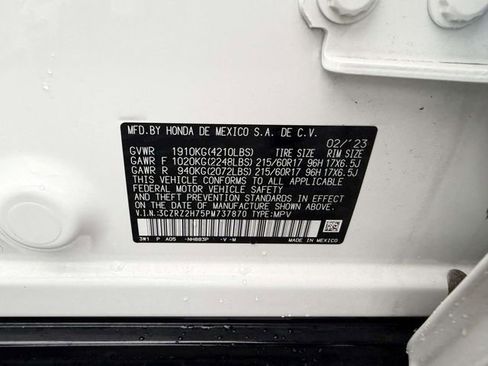 MFD.BY HONDA DE MEXICO S.A. DE C.V.
02/'23
GVWR 1910KG(4210LBS) TIRE SIZE RIM SIZE
GAWR F 1020KG(2248LBS) 215/60R17 96H 17X6.5J
GAWR R 940KG(2072LBS) 215/60R17 96H 17X6.5J
THIS VEHICLE CONFORMS TO ALL APPLICABLE
FEDERAL MOTOR VEHICLE SAFETY AND
THEFT PREVENTION STANDARDS IN EFFECT
ON THE DATE OF MANUFACTURE SHOWN ABOVE.
V.I.N:3CZRZ2H75PM737870 TYPE:MPV
3W1 P A05 -NH883P -V -M
MADE IN MEXICO